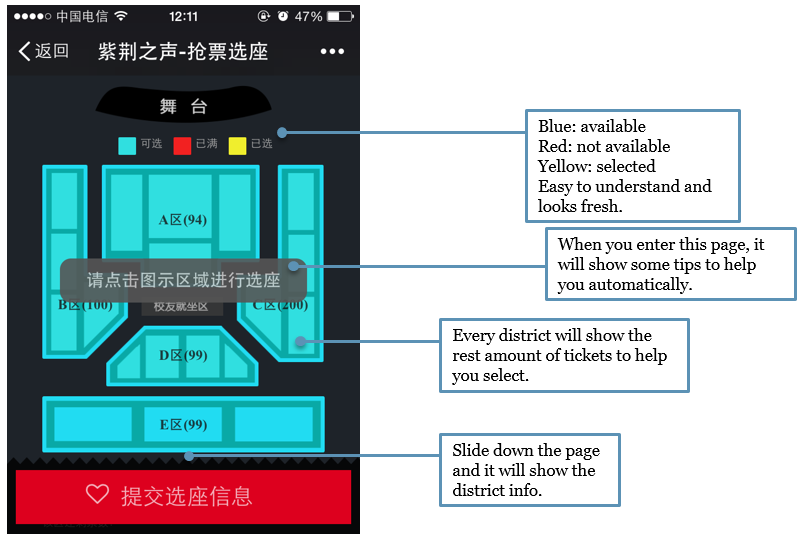 中国电信
12:11
47%
返回
紫荆之声-抢票选座
舞 台
可选
已满
已选
A区(94)
请点击图示区域进行选座
B区(100)
校友就坐区
C区(200)
D区(99)
E区(99)
提交选座信息
Blue: available
Red: not available
Yellow: selected
Easy to understand and
looks fresh.
When you enter this page, it
will show some tips to help
you automatically.
Every district will show the
rest amount of tickets to help
you select.
Slide down the page
and it will show the
district info.